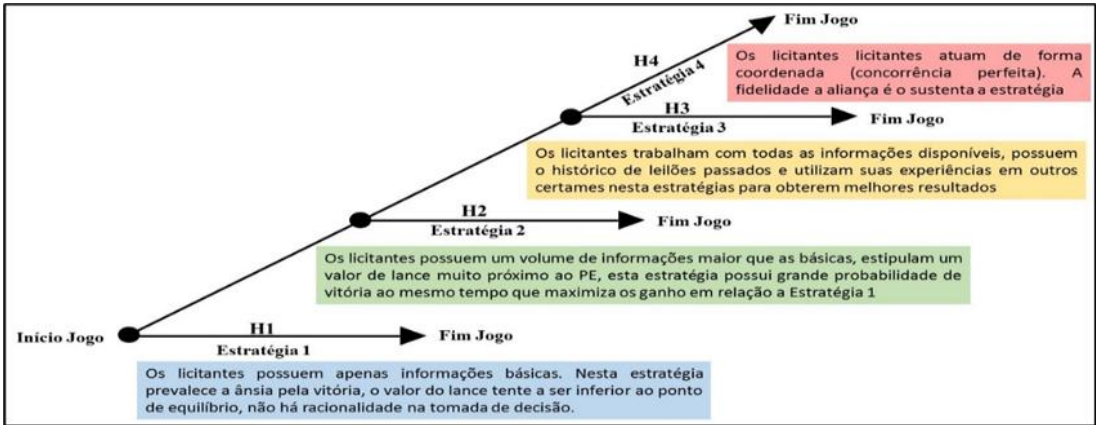 Fim Jogo
Os licitantes licitantes atuam de forma
coordenada (concorrência perfeita). A
fidelidade a aliança é o sustenta a estratégia
H4
Estratégia 4
H3
Estratégia 3
Fim Jogo
Os licitantes trabalham com todas as informações disponíveis, possuem
o histórico de leilões passados e utilizam suas experiências em outros
certames nesta estratégias para obterem melhores resultados
H2
Estratégia 2
Fim Jogo
Os licitantes possuem um volume de informações maior que as básicas, estipulam um
valor de lance muito próximo ao PE, esta estratégia possui grande probabilidade de
vitória ao mesmo tempo que maximiza os ganho em relação a Estratégia 1
Início Jogo
H1
Estratégia 1
Fim Jogo
Os licitantes possuem apenas informações básicas. Nesta estratégia
prevalece a ânsia pela vitória, o valor do lance tente a ser inferior ao ponto
de equilíbrio, não há racionalidade na tomada de decisão.